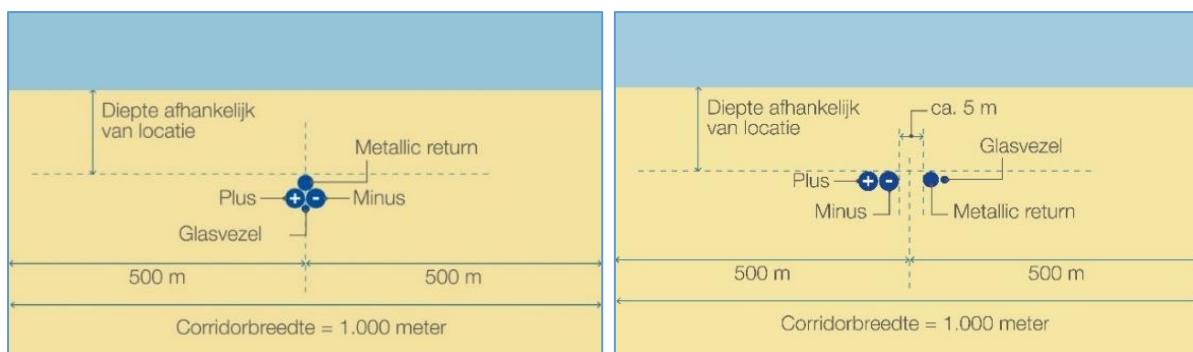 Diepte afhankelijk
van locatie
Metallic return
Plus
+
-
Minus
Glasvezel
500 m
500 m
Corridorbreedte = 1.000 meter
Diepte afhankelijk
van locatie
ca. 5 m
Glasvezel
Plus
+
-
Minus
Metallic return
500 m
500 m
Corridorbreedte = 1.000 meter